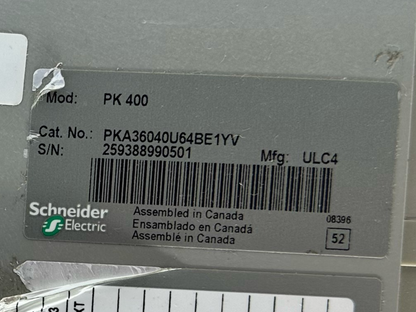 Mod: PK 400
Cat. No.: PKA36040U64BE1YV
S/N: 259388990501 Mfg: ULC4
Schneider Electric
Assembled in Canada
Ensamblado en Canadá
Assemblé in Canada
08396
52